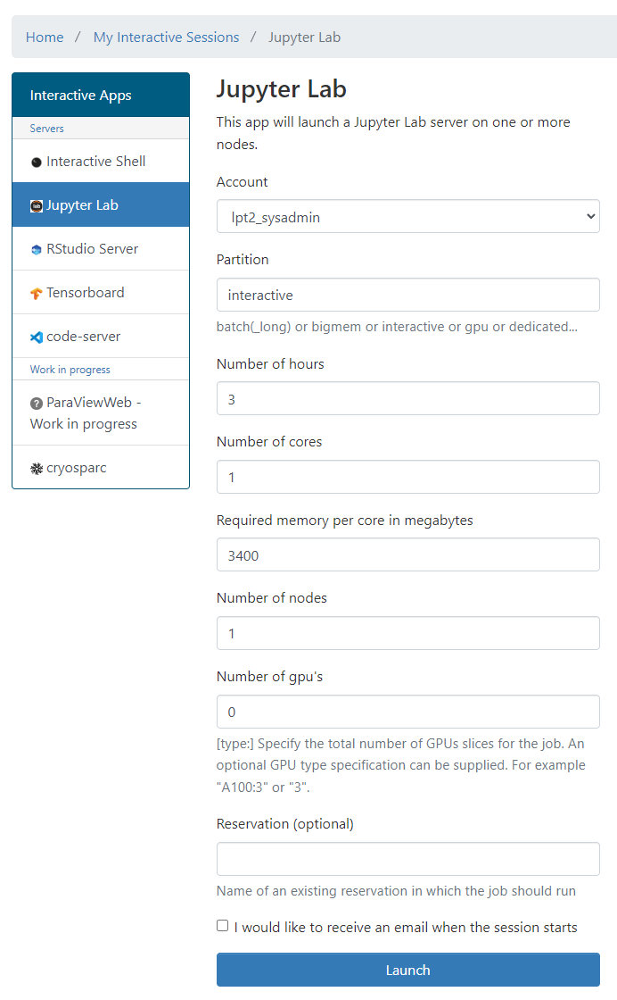 Home / My Interactive Sessions / Jupyter Lab
Interactive Apps
Servers
Interactive Shell
Jupyter Lab
RStudio Server
Tensorboard
code-server
Work in progress
ParaViewWeb -
Work in progress
cryosparc
Jupyter Lab
This app will launch a Jupyter Lab server on one or more
nodes.
Account
lpt2_sysadmin
Partition
interactive
batch(_long) or bigmem or interactive or gpu or dedicated...
Number of hours
3
Number of cores
1
Required memory per core in megabytes
3400
Number of nodes
1
Number of gpu's
0
[type:] Specify the total number of GPUs slices for the job. An
optional GPU type specification can be supplied. For example
"A100:3" or "3".
Reservation (optional)
Name of an existing reservation in which the job should run
I would like to receive an email when the session starts
Launch